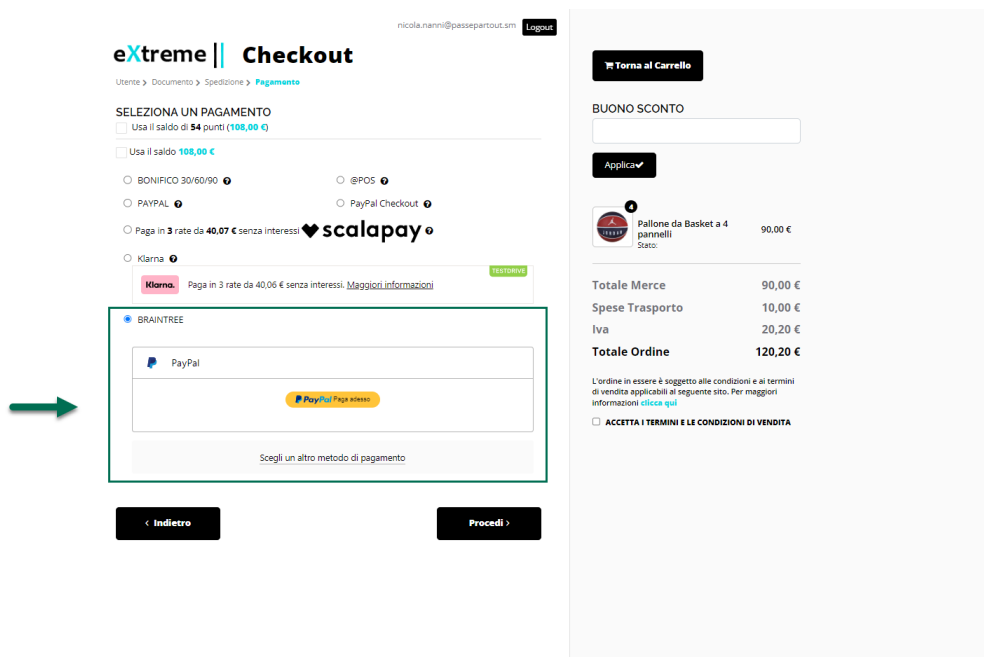 nicola.nanni@passepartout.sm Logout
eXtreme || Checkout
Utente > Documento > Spedizione > Pagamento
SELEZIONA UN PAGAMENTO
Usa il saldo di 54 punti (108,00 €)
Usa il saldo 108,00 €
BONIFICO 30/60/90 ?
@POS ?
PAYPAL ?
PayPal Checkout ?
Paga in 3 rate da 40,07 € senza interessi scalapay ?
Klarna ?
TESTDRIVE
Klarna. Paga in 3 rate da 40,06 € senza interessi. Maggiori informazioni
BRAINTREE
PayPal
PayPal Paga adesso
Scegli un altro metodo di pagamento
< Indietro
Procedi >
Torna al Carrello
BUONO SCONTO
Applica✔
4
JORDAN
Pallone da Basket a 4
pannelli
90,00 €
Stato:
Totale Merce 90,00 €
Spese Trasporto 10,00 €
Iva 20,20 €
Totale Ordine 120,20 €
L'ordine in essere è soggetto alle condizioni e ai termini
di vendita applicabili al seguente sito. Per maggiori
informazioni clicca qui
ACCETTA I TERMINI E LE CONDIZIONI DI VENDITA